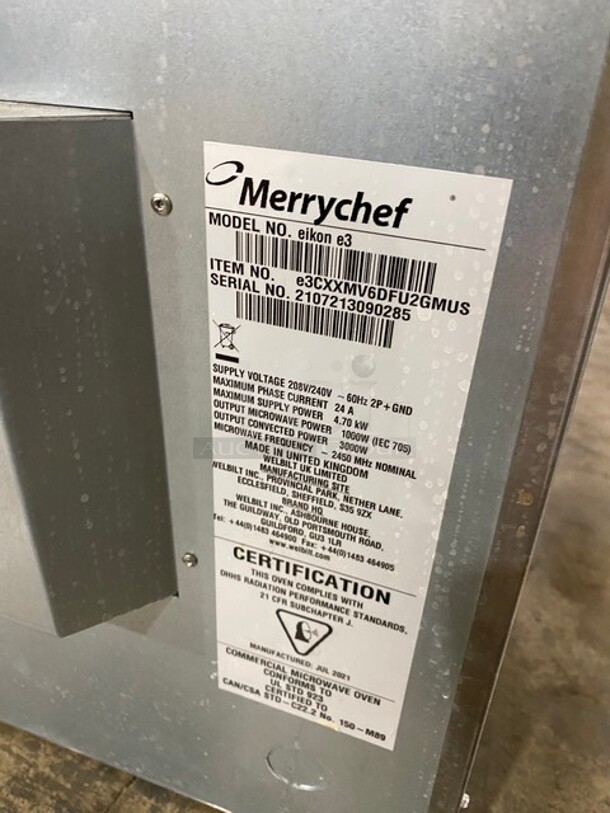 Merrychef
MODEL NO. eikon e3
ITEM NO. e3CXXMV6DFU2GMUS
SERIAL NO. 2107213090285
SUPPLY VOLTAGE 208V/240V ~ 60Hz 2P+GND
MAXIMUM PHASE CURRENT 24 A
MAXIMUM SUPPLY POWER 4.70 kW
OUTPUT MICROWAVE POWER 1000W (IEC 705)
OUTPUT CONVECTED POWER 3000W
MICROWAVE FREQUENCY ~ 2450 MHz NOMINAL
MADE IN UNITED KINGDOM
WELBILT UK LIMITED
MANUFACTURING SITE
WELBILT INC., PROVINCIAL PARK, NETHER LANE,
ECCLESFIELD, SHEFFIELD, S35 9ZX
BRAND HQ
WELBILT INC., ASHBOURNE HOUSE,
THE GUILDWAY, OLD PORTSMOUTH ROAD,
GUILDFORD, GU3 1LR
Tel: +44(0)1483 464900 Fax: +44(0)1483 464905
www.welbilt.com
CERTIFICATION
THIS OVEN COMPLIES WITH
DHHS RADIATION PERFORMANCE STANDARDS,
21 CFR SUBCHAPTER J.
MANUFACTURED: JUL 2021
COMMERCIAL MICROWAVE OVEN
CONFORMS TO
UL STD 923
CERTIFIED TO
CAN/CSA STD-C22.2 No. 150-M89